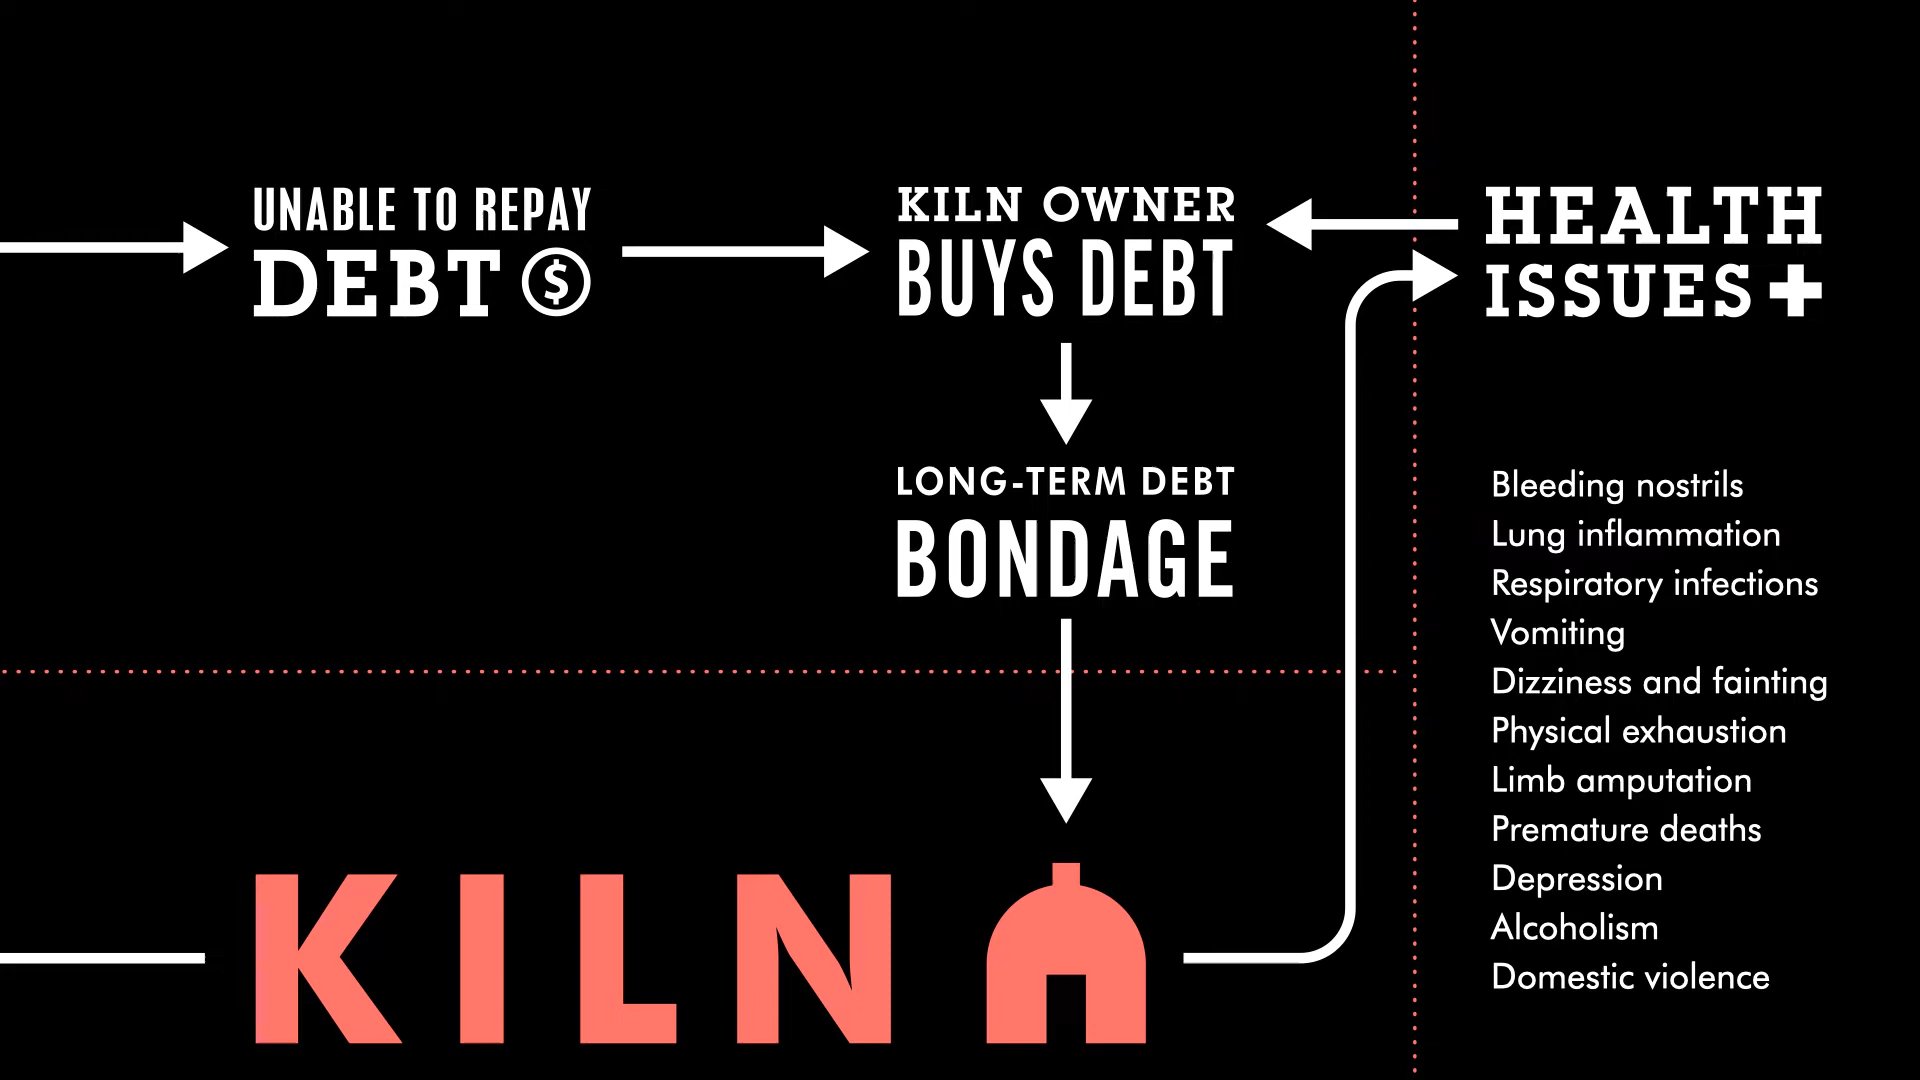 UNABLE TO REPAY
DEBT $
KILN OWNER
BUYS DEBT
HEALTH
ISSUES
LONG-TERM DEBT
BONDAGE
Bleeding nostrils
Lung inflammation
Respiratory infections
Vomiting
Dizziness and fainting
Physical exhaustion
Limb amputation
Premature deaths
Depression
Alcoholism
Domestic violence
KILN